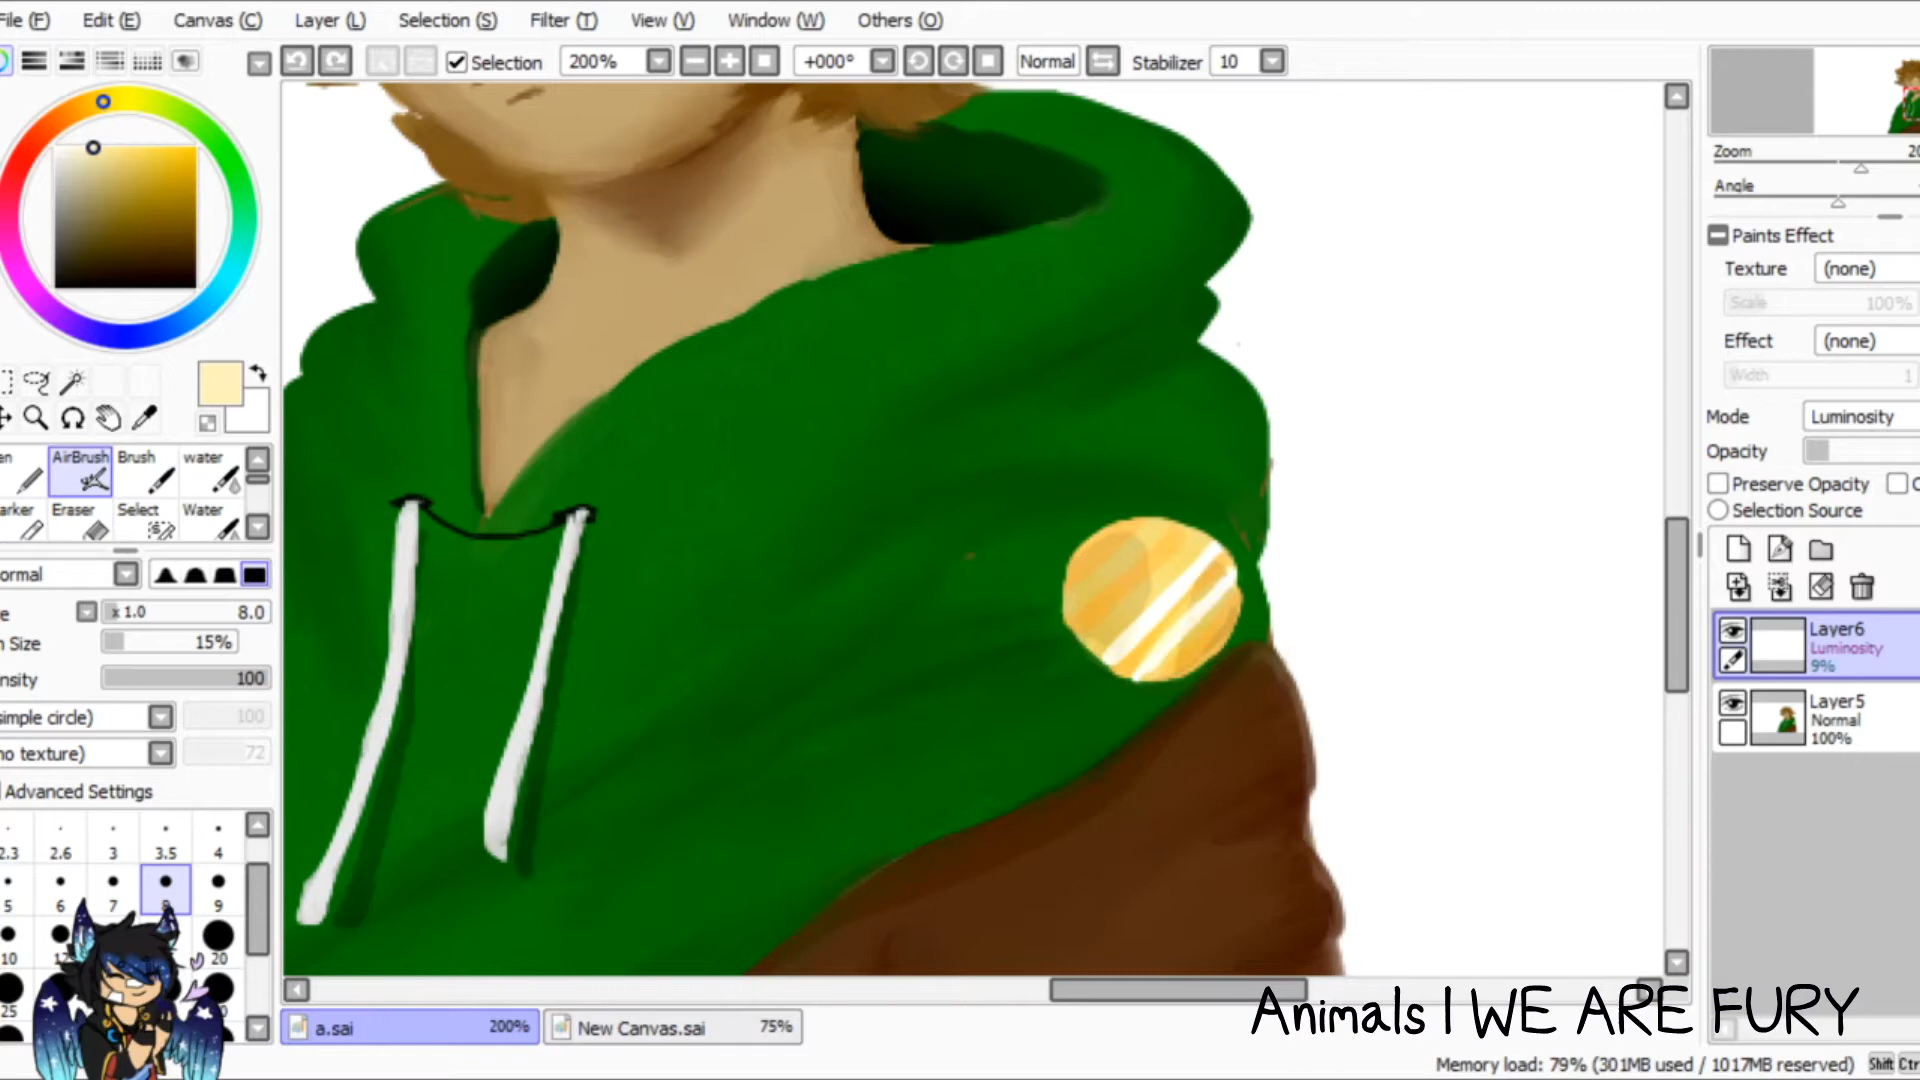 File (F) Edit (E) Canvas (C) Layer (L) Selection (S) Filter (T) View (V) Window (W) Others (O)
Selection 200% +000° Normal Stabilizer 10
Zoom
Angle
Paints Effect
Texture (none)
Scale 100%
Effect (none)
Width 1
Mode Luminosity
Opacity
Preserve Opacity
Selection Source
AirBrush Brush water
Eraser Select Water
x 1.0 8.0
Size 15%
100
simple circle) 100
no texture) 72
Advanced Settings
2.3 2.6 3 3.5 4
5 6 7 8 9
10 20
25
Layer6
Luminosity
9%
Layer5
Normal
100%
a.sai 200% New Canvas.sai 75%
Animals | WE ARE FURY
Memory load: 79% (301MB used / 1017MB reserved) Shift